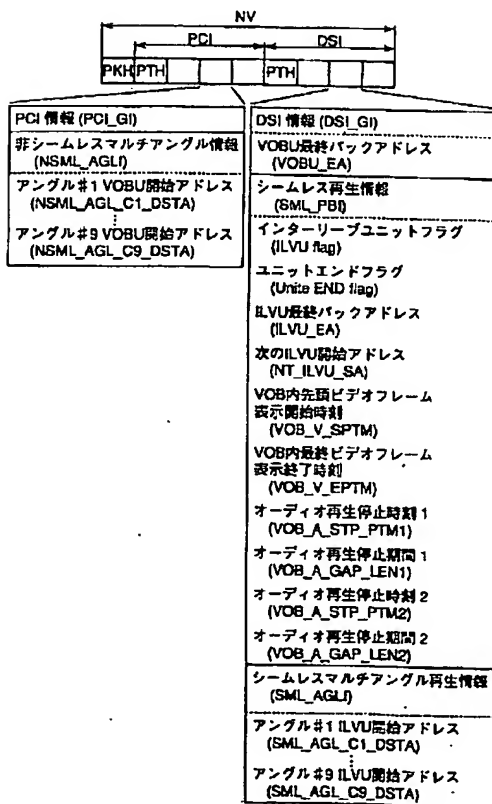 NV
PCI
DSI
PKH PTH PTH
PCI 情報 (PCI_GI)
非シームレスマルチアングル情報
(NSML_AGLI)
アングル#1 VOBU開始アドレス
(NSML_AGL_C1_DSTA)
アングル#9 VOBU開始アドレス
(NSML_AGL_C9_DSTA)
DSI 情報 (DSI_GI)
VOBU最終パックアドレス
(VOBU_EA)
シームレス再生情報
(SML_PBI)
インターリーブユニットフラグ
(ILVU flag)
ユニットエンドフラグ
(Unite END flag)
ILVU最終パックアドレス
(ILVU_EA)
次のILVU開始アドレス
(NT_ILVU_SA)
VOB内先頭ビデオフレーム
表示開始時刻
(VOB_V_SPTM)
VOB内最終ビデオフレーム
表示終了時刻
(VOB_V_EPTM)
オーディオ再生停止時刻 1
(VOB_A_STP_PTM1)
オーディオ再生停止期間 1
(VOB_A_GAP_LEN1)
オーディオ再生停止時刻 2
(VOB_A_STP_PTM2)
オーディオ再生停止期間 2
(VOB_A_GAP_LEN2)
シームレスマルチアングル再生情報
(SML_AGLI)
アングル#1 ILVU開始アドレス
(SML_AGL_C1_DSTA)
アングル#9 ILVU開始アドレス
(SML_AGL_C9_DSTA)